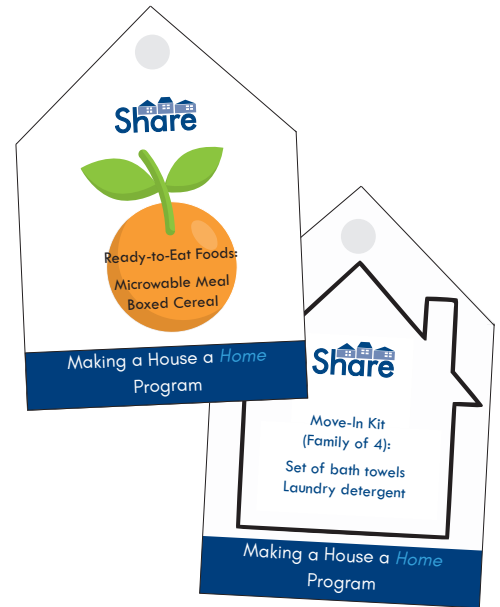 Share
Ready-to-Eat Foods:
Microwable Meal
Boxed Cereal
Making a House a Home
Program
Share
Move-In Kit
(Family of 4):
Set of bath towels
Laundry detergent
Making a House a Home
Program